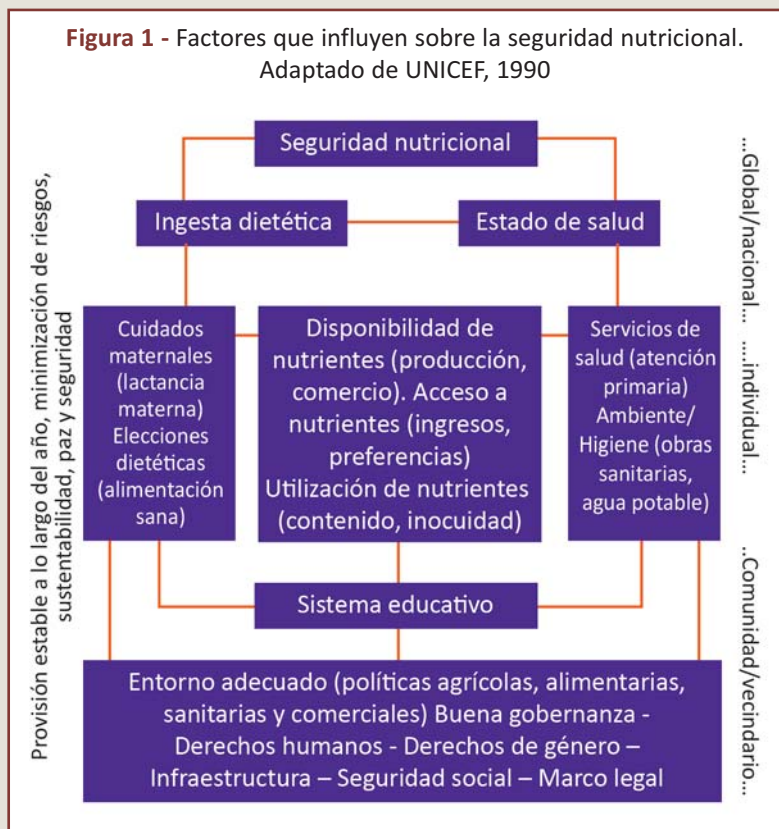 Figura 1 - Factores que influyen sobre la seguridad nutricional.
Adaptado de UNICEF, 1990
Seguridad nutricional
Ingesta dietética
Estado de salud
Cuidados
maternales
(lactancia
materna)
Elecciones
dietéticas
(alimentación
sana)
Disponibilidad de
nutrientes (producción,
comercio). Acceso a
nutrientes (ingresos,
preferencias)
Utilización de nutrientes
(contenido, inocuidad)
Servicios de
salud (atención
primaria)
Ambiente/
Higiene (obras
sanitarias,
agua potable)
Sistema educativo
Entorno adecuado (políticas agrícolas, alimentarias,
sanitarias y comerciales) Buena gobernanza -
Derechos humanos - Derechos de género –
Infraestructura – Seguridad social – Marco legal
Provisión estable a lo largo del año, minimización de riesgos,
sustentabilidad, paz y seguridad
...Global/nacional... ....individual... ..Comunidad/vecindario...